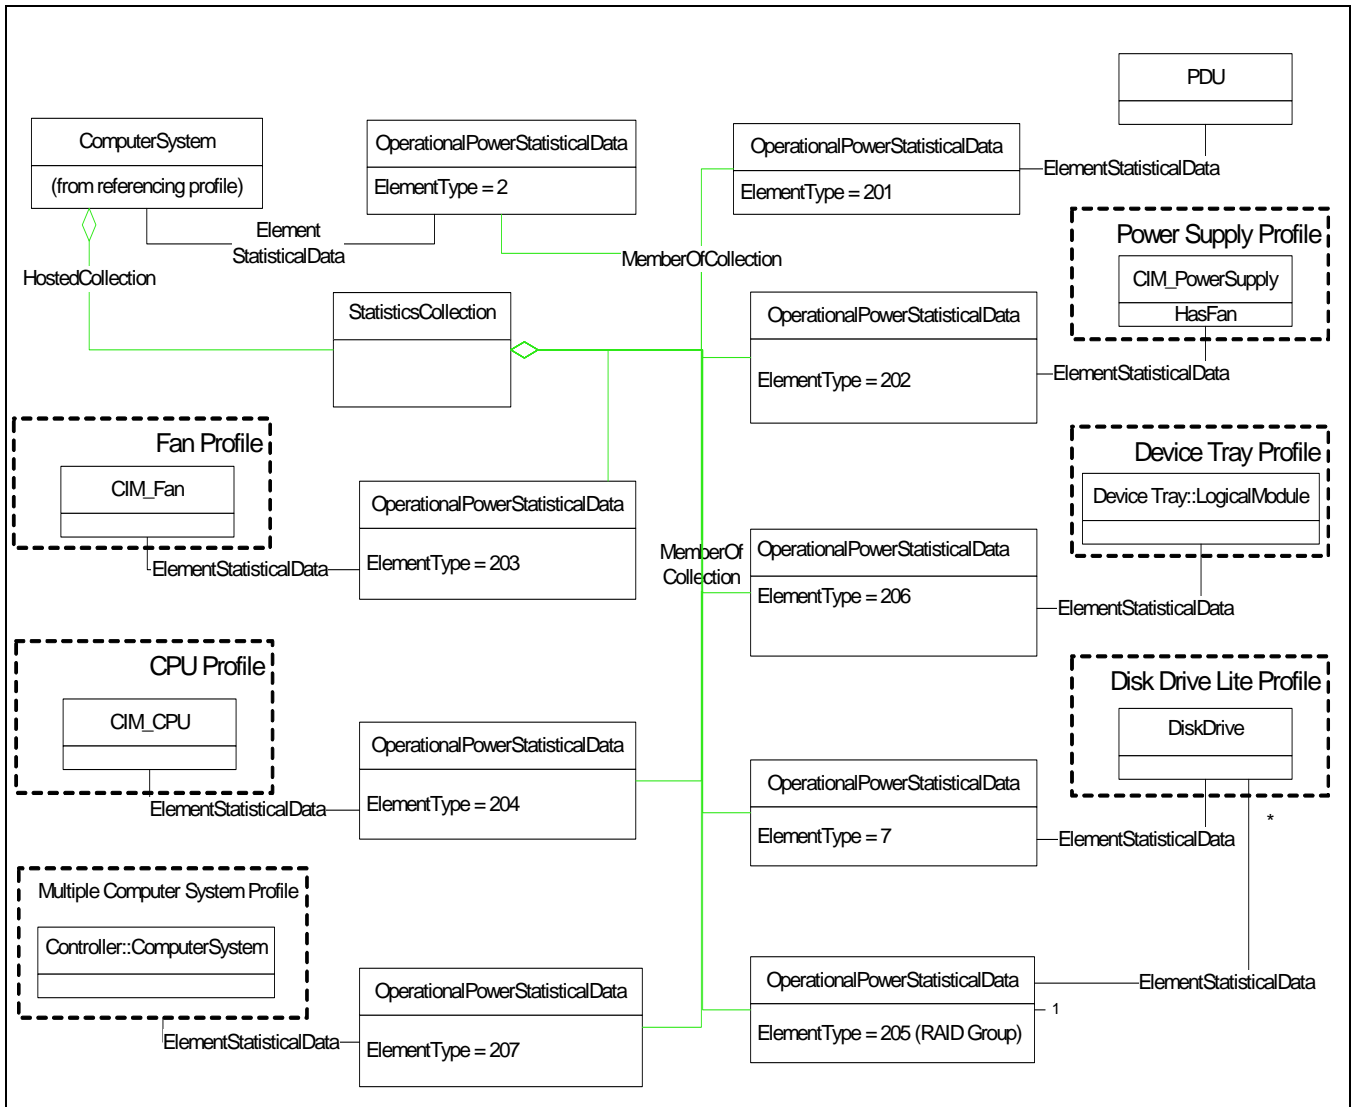 PDU
ComputerSystem
(from referencing profile)
OperationalPowerStatisticalData
ElementType = 2
OperationalPowerStatisticalData
ElementType = 201
ElementStatisticalData
Element
StatisticalData
MemberOfCollection
HostedCollection
Power Supply Profile
CIM_PowerSupply
HasFan
StatisticsCollection
OperationalPowerStatisticalData
ElementType = 202
ElementStatisticalData
Fan Profile
CIM_Fan
ElementStatisticalData
OperationalPowerStatisticalData
ElementType = 203
Device Tray Profile
Device Tray::LogicalModule
MemberOf
Collection
OperationalPowerStatisticalData
ElementType = 206
ElementStatisticalData
CPU Profile
CIM_CPU
ElementStatisticalData
OperationalPowerStatisticalData
ElementType = 204
Disk Drive Lite Profile
DiskDrive
*
OperationalPowerStatisticalData
ElementType = 7
ElementStatisticalData
Multiple Computer System Profile
Controller::ComputerSystem
ElementStatisticalData
OperationalPowerStatisticalData
ElementType = 207
OperationalPowerStatisticalData
ElementType = 205 (RAID Group)
ElementStatisticalData
1